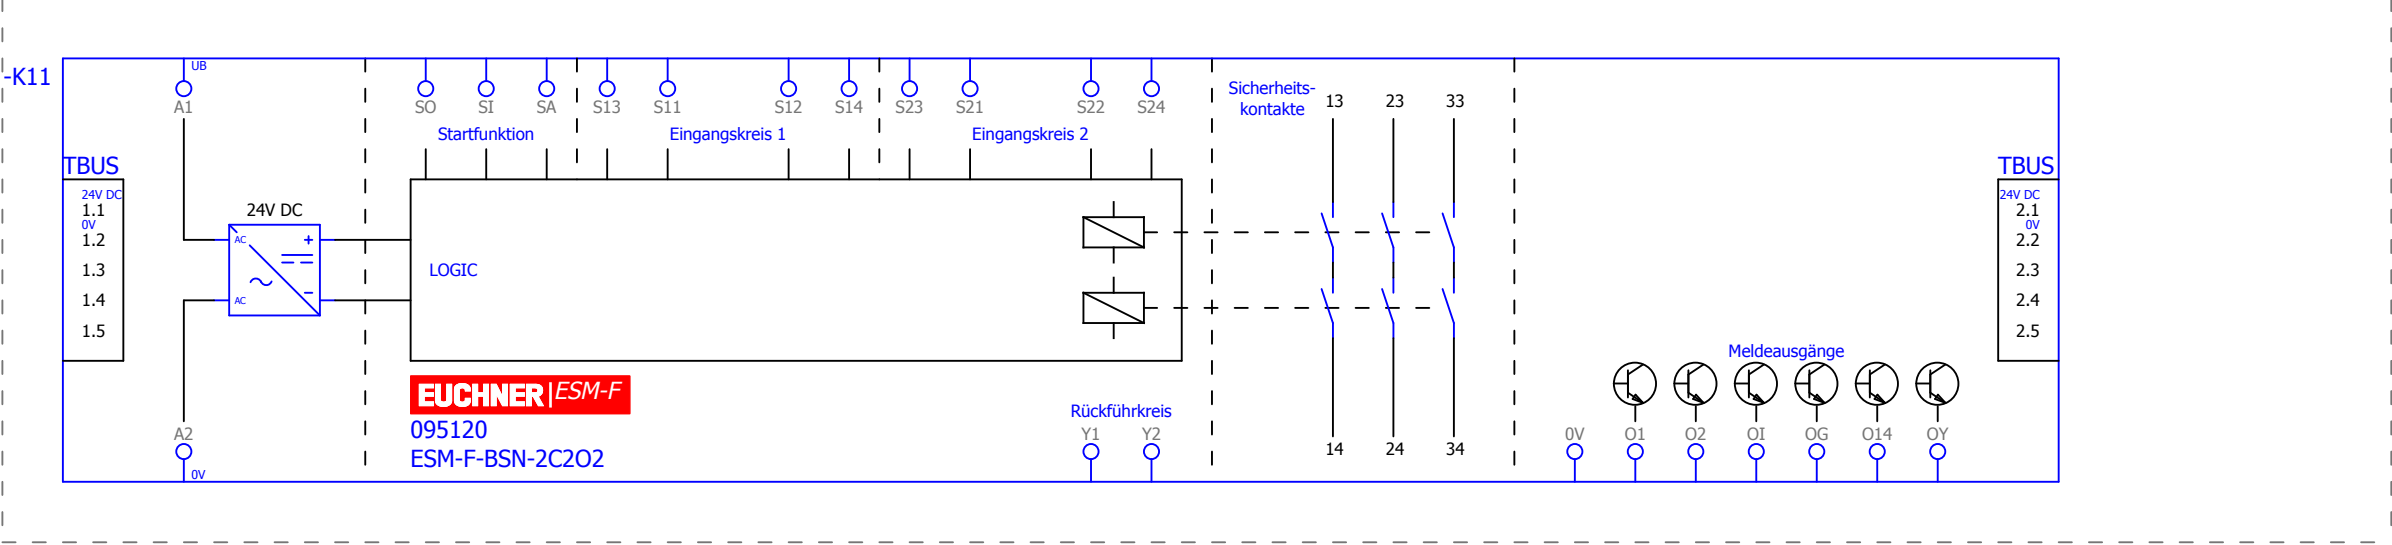 -K11
UB
A1
SO SI SA S13 S11 S12 S14 S23 S21 S22 S24
Startfunktion Eingangskreis 1 Eingangskreis 2
Sicherheits-
kontakte
13 23 33
TBUS
24V DC
1.1
0V
1.2
1.3
1.4
1.5
24V DC
AC +
AC -
LOGIC
TBUS
24V DC
2.1
0V
2.2
2.3
2.4
2.5
EUCHNER ESM-F
095120
ESM-F-BSN-2C2O2
A2
0V
Rückführkreis
Y1 Y2
14 24 34
Meldeausgänge
0V O1 O2 OI OG O14 OY